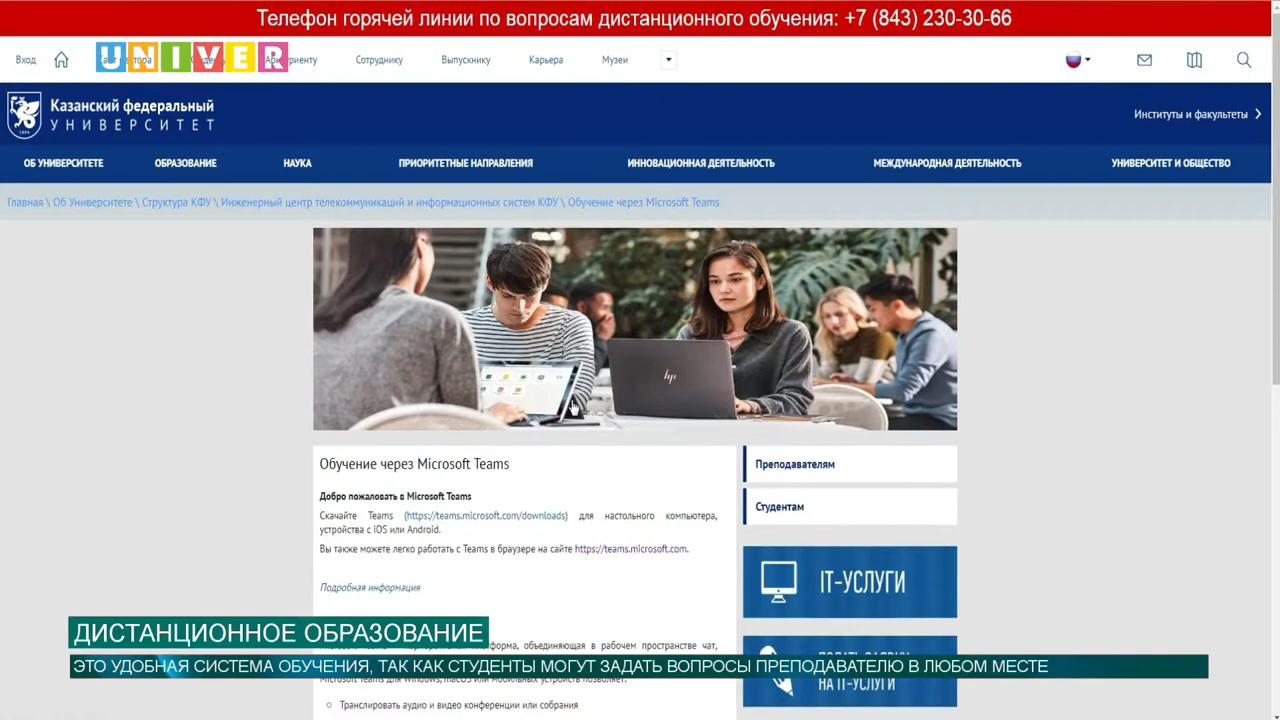 Телефон горячей линии по вопросам дистанционного обучения: +7 (843) 230-30-66
Вход
UNIVER
Сотруднику
Выпускнику
Карьера
Музеи
Казанский федеральный
УНИВЕРСИТЕТ
Институты и факультеты
ОБ УНИВЕРСИТЕТЕ ОБРАЗОВАНИЕ НАУКА ПРИОРИТЕТНЫЕ НАПРАВЛЕНИЯ ИННОВАЦИОННАЯ ДЕЯТЕЛЬНОСТЬ МЕЖДУНАРОДНАЯ ДЕЯТЕЛЬНОСТЬ УНИВЕРСИТЕТ И ОБЩЕСТВО
Главная \ Об Университете \ Структура КФУ \ Инженерный центр телекоммуникаций и информационных систем КФУ \ Обучение через Microsoft Teams
hp
Обучение через Microsoft Teams
Добро пожаловать в Microsoft Teams
Скачайте Teams (https://teams.microsoft.com/downloads) для настольного компьютера,
устройства с iOS или Android.
Вы также можете легко работать с Teams в браузере на сайте https://teams.microsoft.com.
Подробная информация
Преподавателям
Студентам
IT-УСЛУГИ
объединяющая в рабочем пространстве чат,
НА IT-УСЛУГИ
Транслировать аудио и видео конференции или собрания
ДИСТАНЦИОННОЕ ОБРАЗОВАНИЕ
ЭТО УДОБНАЯ СИСТЕМА ОБУЧЕНИЯ, ТАК КАК СТУДЕНТЫ МОГУТ ЗАДАТЬ ВОПРОСЫ ПРЕПОДАВАТЕЛЮ В ЛЮБОМ МЕСТЕ